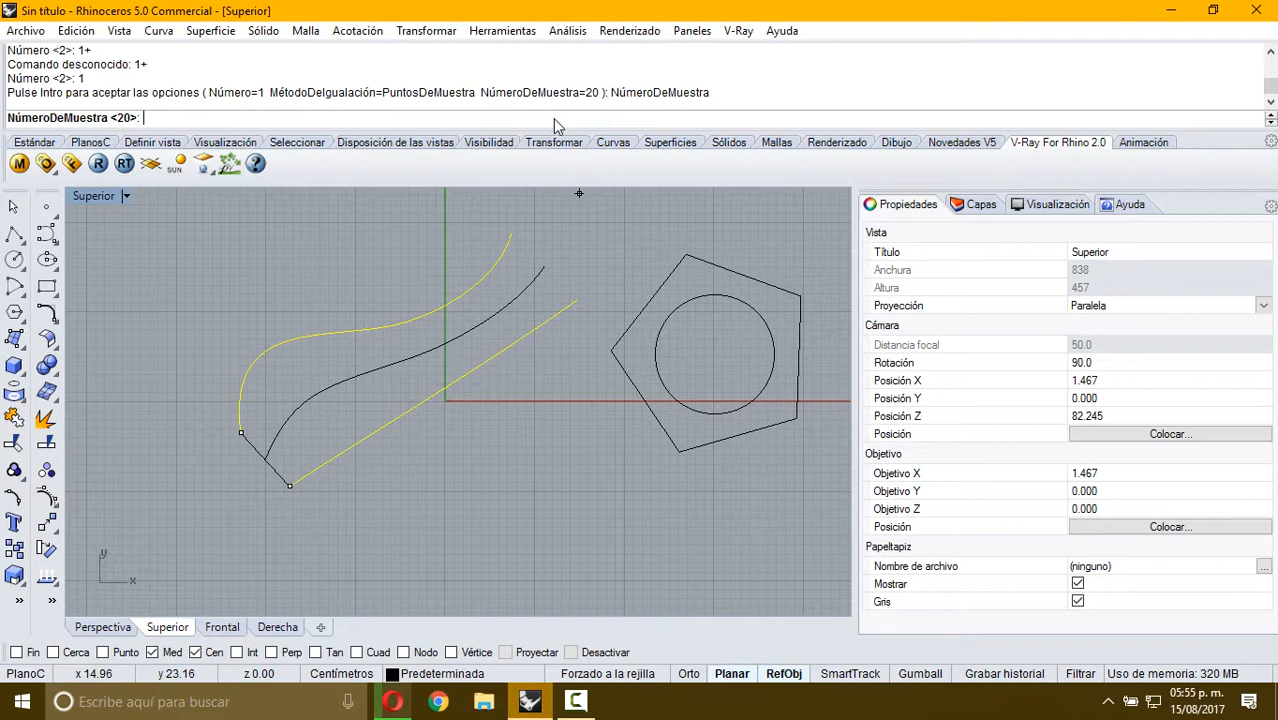 Sin título - Rhinoceros 5.0 Commercial - [Superior]
Archivo Edición Vista Curva Superficie Sólido Malla Acotación Transformar Herramientas Análisis Renderizado Paneles V-Ray Ayuda
Número <2>: 1+
Comando desconocido: 1+
Número <2>: 1
Pulse Intro para aceptar las opciones ( Número=1 MétodoDeIgualación=PuntosDeMuestra NúmeroDeMuestra=20 ): NúmeroDeMuestra
NúmeroDeMuestra <20>:
Estándar PlanosC Definir vista Visualización Seleccionar Disposición de las vistas Visibilidad Transformar Curvas Superficies Sólidos Mallas Renderizado Dibujo Novedades V5 V-Ray For Rhino 2.0 Animación
M R RT SUN
Superior
Propiedades Capas Visualización Ayuda
Vista
Título Superior
Anchura 838
Altura 457
Proyección Paralela
Cámara
Distancia focal 50.0
Rotación 90.0
Posición X 1.467
Posición Y 0.000
Posición Z 82.245
Posición Colocar...
Objetivo
Objetivo X 1.467
Objetivo Y 0.000
Objetivo Z 0.000
Posición Colocar...
Papeltapiz
Nombre de archivo (ninguno) ...
Mostrar
Gris
y
x
Perspectiva Superior Frontal Derecha
Fin Cerca Punto Med Cen Int Perp Tan Cuad Nodo Vértice Proyectar Desactivar
PlanoC x 14.96 y 23.16 z 0.00 Centímetros Predeterminada Forzado a la rejilla Orto Planar RefObj SmartTrack Gumball Grabar historial Filtrar Uso de memoria: 320 MB
Escribe aquí para buscar
05:55 p. m.
15/08/2017